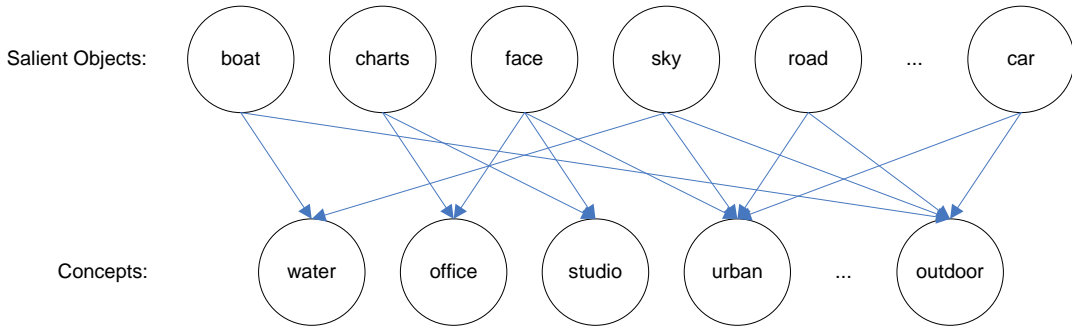 Salient Objects: boat charts face sky road ... car
Concepts: water office studio urban ... outdoor